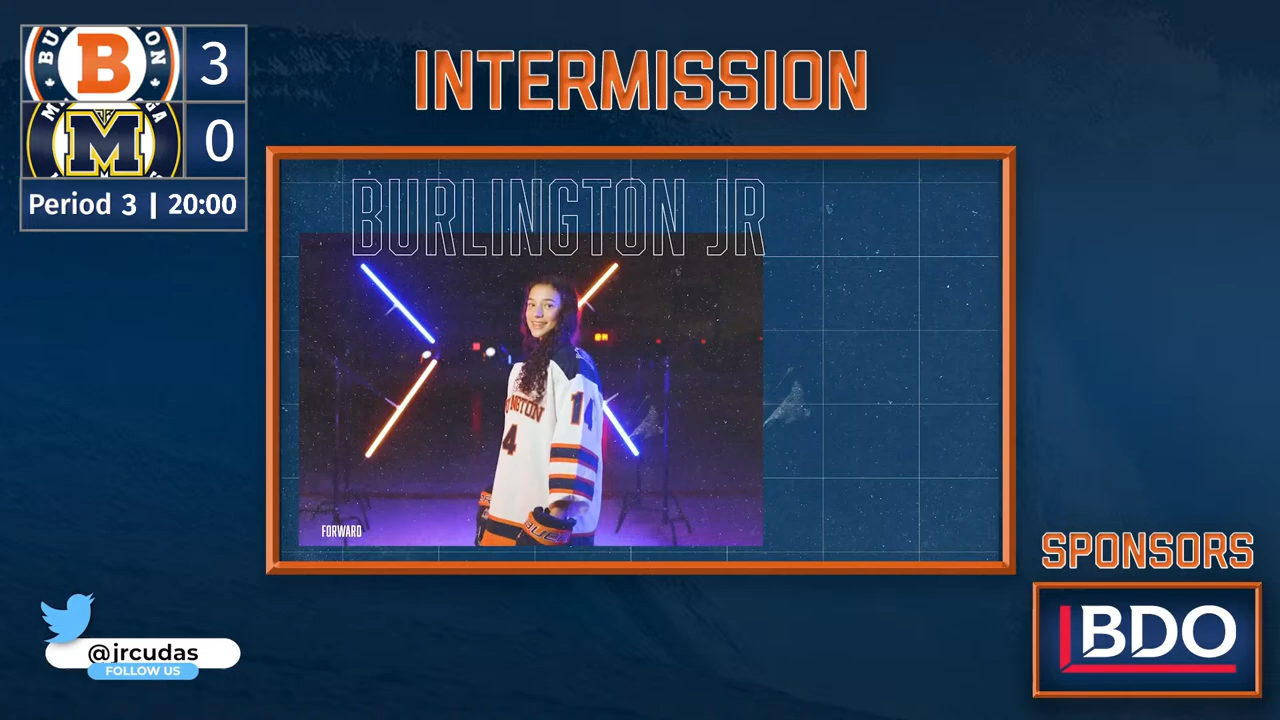 3
0
Period 3 | 20:00
INTERMISSION
BURLINGTON JR
14
4
FORWARD
@jrcudas
FOLLOW US
SPONSORS
BDO
B
M